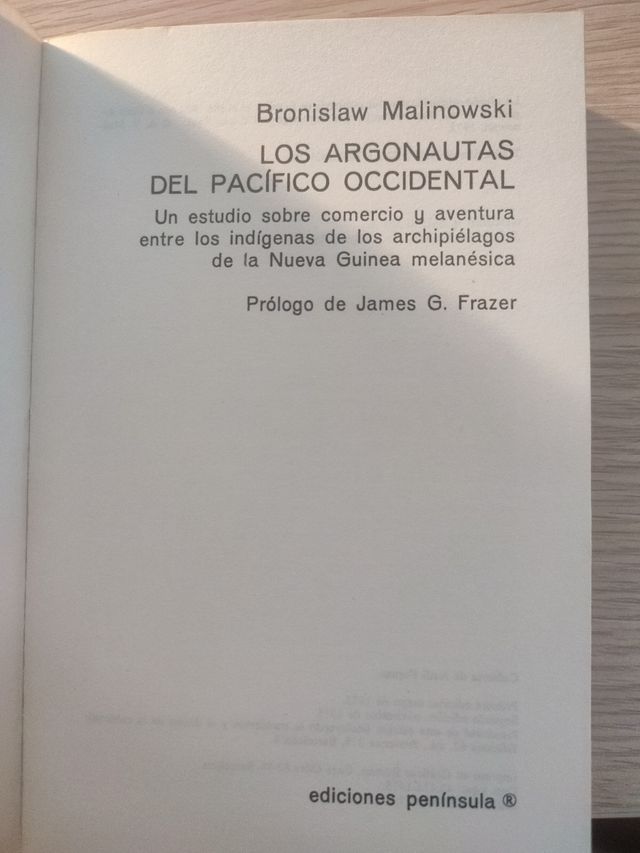 Bronislaw Malinowski
LOS ARGONAUTAS
DEL PACÍFICO OCCIDENTAL
Un estudio sobre comercio y aventura
entre los indígenas de los archipiélagos
de la Nueva Guinea melanésica
Prólogo de James G. Frazer
ediciones península ®